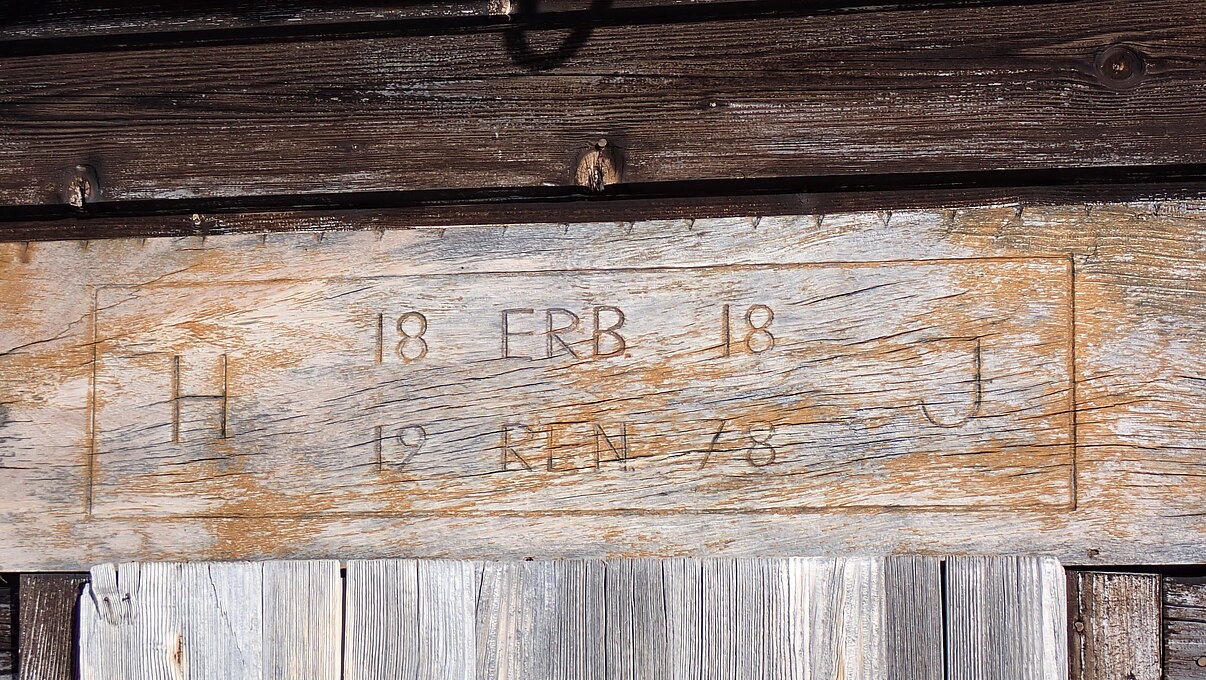 18 ERB. 18
H J
19 REN. 78